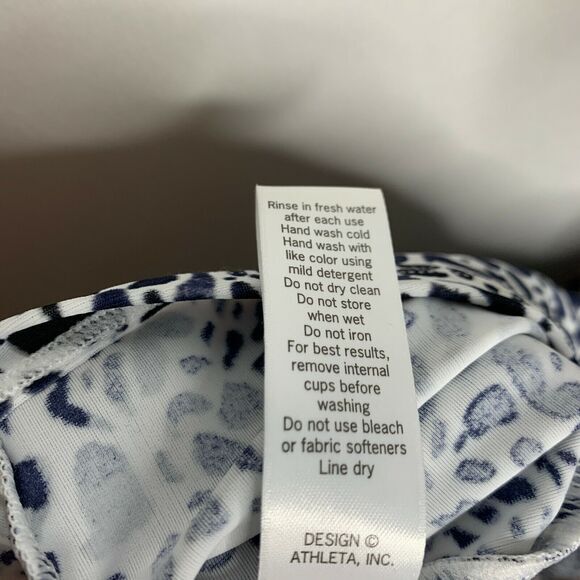 Rinse in fresh water
after each use
Hand wash cold
Hand wash with
like color using
mild detergent
Do not dry clean
Do not store
when wet
Do not iron
For best results,
remove internal
cups before
washing
Do not use bleach
or fabric softeners
Line dry
DESIGN ©
ATHLETA, INC.